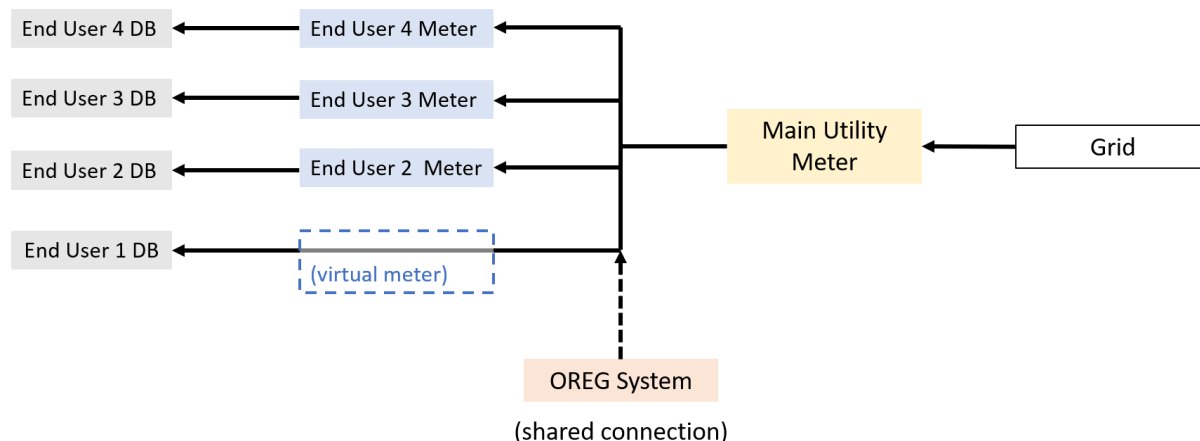 End User 4 DB
End User 4 Meter
End User 3 DB
End User 3 Meter
Main Utility
Meter
Grid
End User 2 DB
End User 2  Meter
End User 1 DB
(virtual meter)
OREG System
(shared connection)